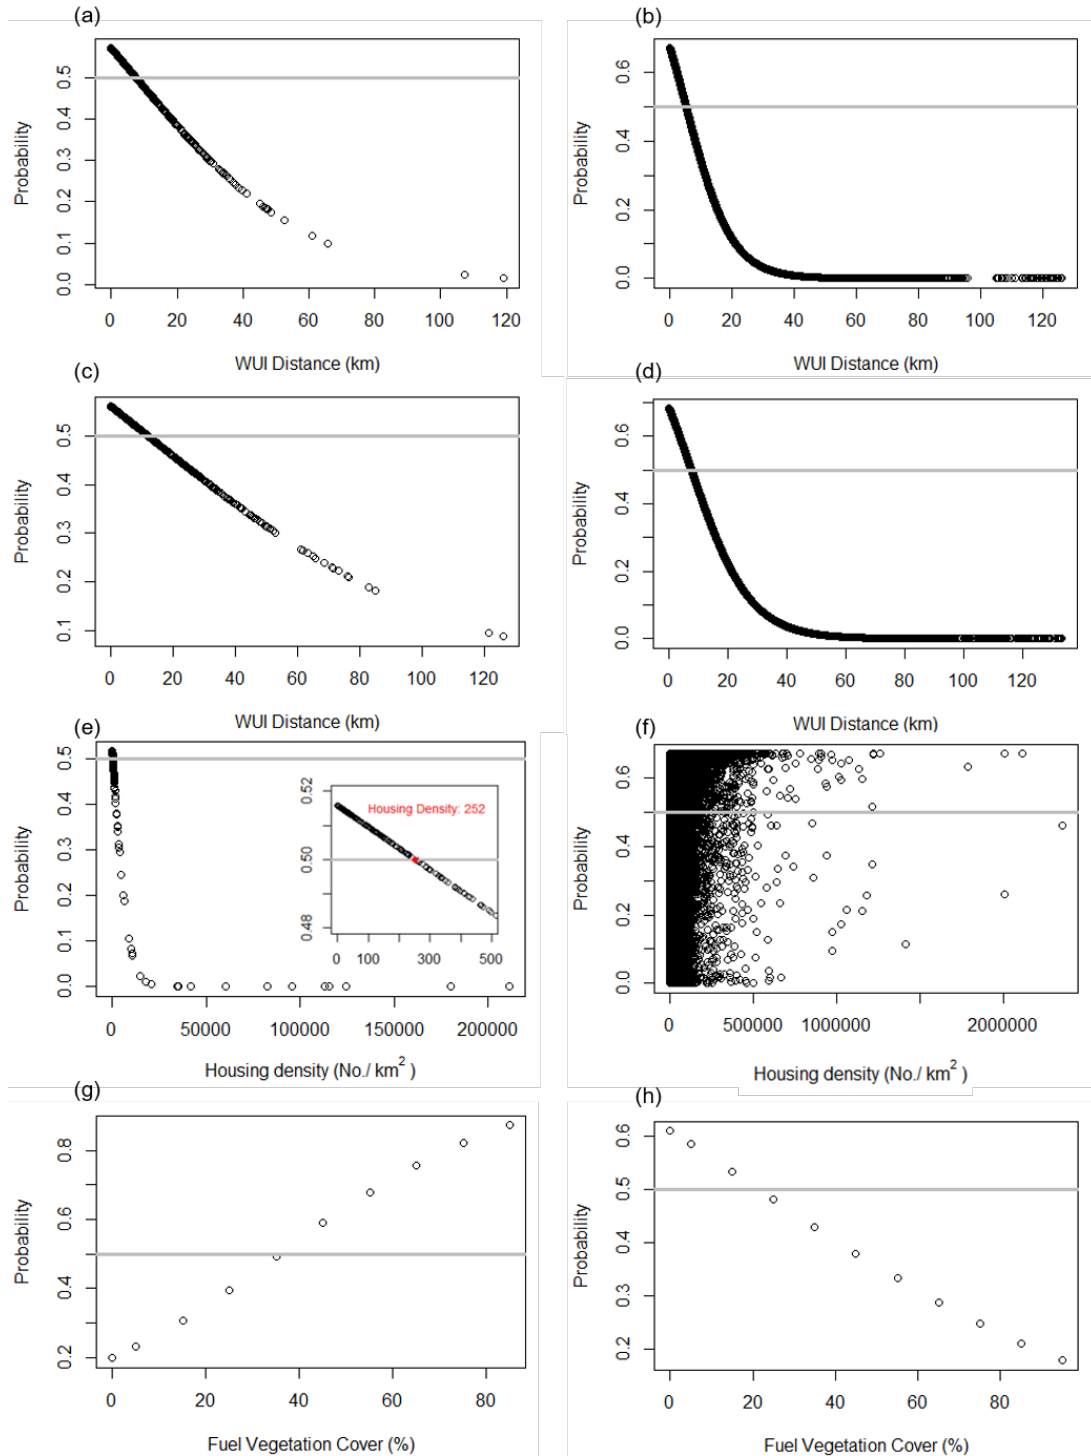 (a)
0.5
0.4
0.3
0.2
0.1
0.0
Probability
0 20 40 60 80 100 120
WUI Distance (km)
(b)
0.6
0.4
0.2
0.0
Probability
0 20 40 60 80 100 120
WUI Distance (km)
(c)
0.5
0.4
0.3
0.2
0.1
Probability
0 20 40 60 80 100 120
WUI Distance (km)
(d)
0.6
0.4
0.2
0.0
Probability
0 20 40 60 80 100 120
WUI Distance (km)
(e)
0.5
0.4
0.3
0.2
0.1
0.0
Probability
0.52
0.50
0.48
Housing Density: 252
0 100 300 500
0 50000 100000 150000 200000
Housing density (No./ km²)
(f)
0.6
0.4
0.2
0.0
Probability
0 500000 1000000 2000000
Housing density (No./ km²)
(g)
0.8
0.6
0.4
0.2
Probability
0 20 40 60 80
Fuel Vegetation Cover (%)
(h)
0.6
0.5
0.4
0.3
0.2
Probability
0 20 40 60 80
Fuel Vegetation Cover (%)